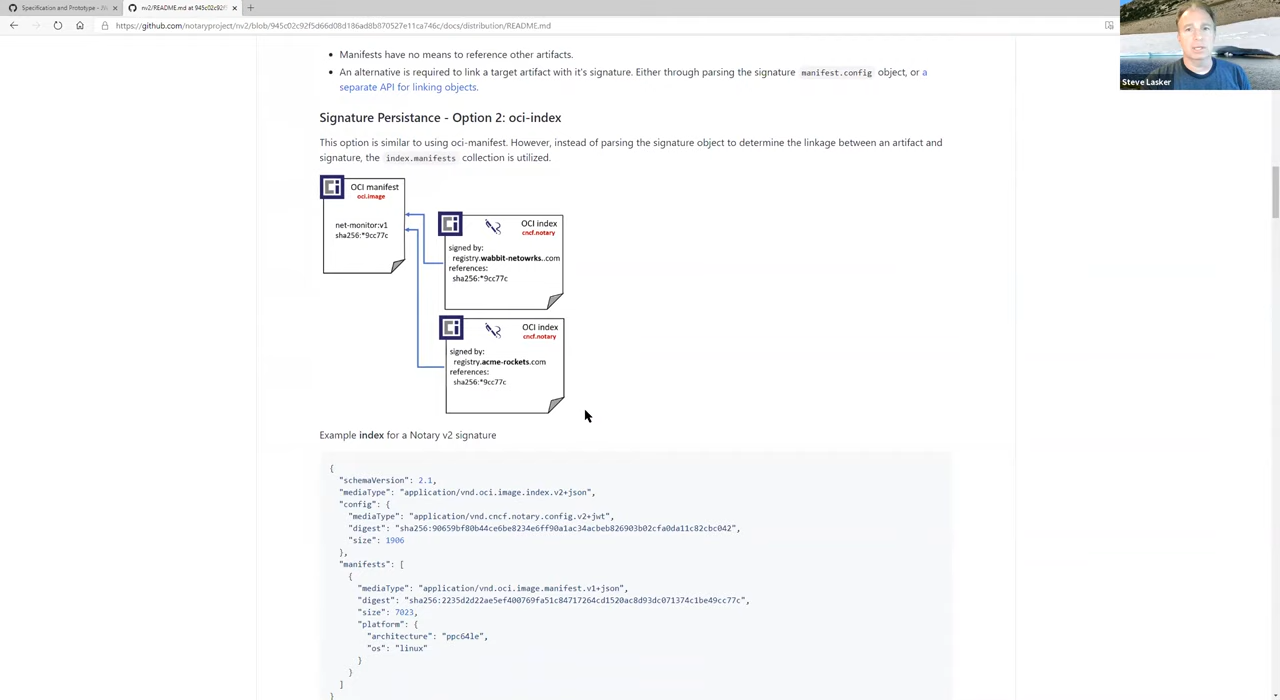 Specification and Prototype - Fi
nv2/README.md at 945c02c92f
https://github.com/notaryproject/nv2/blob/945c02c92f5d66d08d186ad8b870527e11ca746c/docs/distribution/README.md
Steve Lasker
Manifests have no means to reference other artifacts.
An alternative is required to link a target artifact with it's signature. Either through parsing the signature manifest.config object, or a
separate API for linking objects.
Signature Persistance - Option 2: oci-index
This option is similar to using oci-manifest. However, instead of parsing the signature object to determine the linkage between an artifact and
signature, the index.manifests collection is utilized.
OCI manifest
oci.image
net-monitor:v1
sha256:*9cc77c
OCI index
cncf.notary
signed by:
registry.wabbit-netowrks..com
references:
sha256:*9cc77c
OCI index
cncf.notary
signed by:
registry.acme-rockets.com
references:
sha256:*9cc77c
Example index for a Notary v2 signature
{
"schemaVersion": 2.1,
"mediaType": "application/vnd.oci.image.index.v2+json",
"config": {
"mediaType": "application/vnd.cncf.notary.config.v2+jwt",
"digest": "sha256:90659bf80b44ce6be8234e6ff90a1ac34acbeb826903b02cfa0da11c82cbc042",
"size": 1906
},
"manifests": [
{
"mediaType": "application/vnd.oci.image.manifest.v1+json",
"digest": "sha256:2235d2d22ae5ef400769fa51c84717264cd1520ac8d93dc071374c1be49cc77c",
"size": 7023,
"platform": {
"architecture": "ppc64le",
"os": "linux"
}
}
]
}